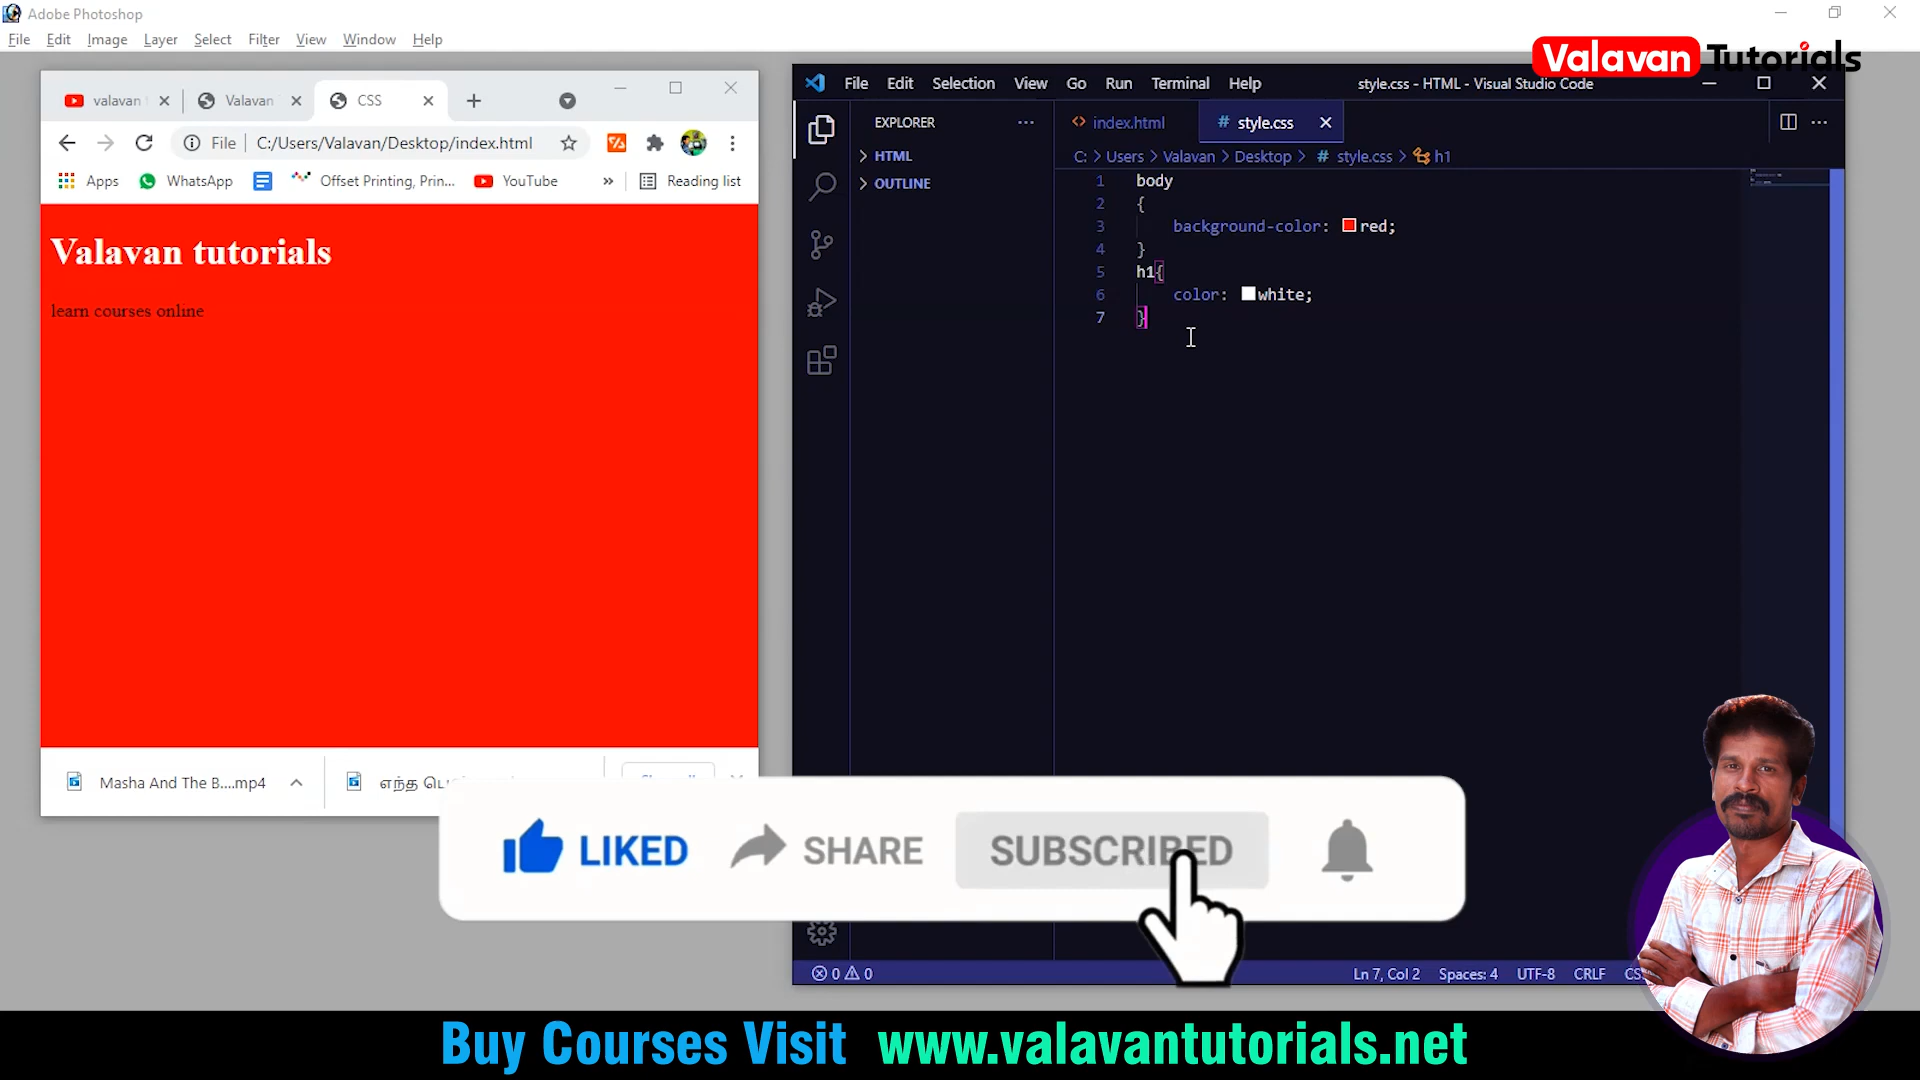 Adobe Photoshop
File Edit Image Layer Select Filter View Window Help
Valavan Tutorials
valavan
Valavan
CSS
File C:/Users/Valavan/Desktop/index.html
Apps WhatsApp Offset Printing, Prin... YouTube » Reading list
Valavan tutorials
learn courses online
Masha And The B....mp4
எந்த
File Edit Selection View Go Run Terminal Help style.css - HTML - Visual Studio Code
EXPLORER
HTML
OUTLINE
index.html
# style.css
C: > Users > Valavan > Desktop > # style.css > h1
1 body
2 {
3 background-color: red;
4 }
5 h1{
6 color: white;
7 }
LIKED SHARE SUBSCRIBED
0 0 Ln 7, Col 2 Spaces: 4 UTF-8 CRLF
Buy Courses Visit www.valavantutorials.net